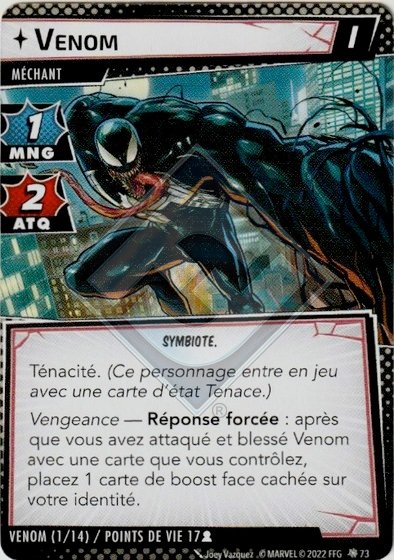 Venom
I
MÉCHANT
1
MNG
2
ATQ
SYMBIOTE.
Ténacité. (Ce personnage entre en jeu
avec une carte d'état Tenace.)
Vengeance — Réponse forcée : après
que vous avez attaqué et blessé Venom
avec une carte que vous contrôlez,
placez 1 carte de boost face cachée sur
votre identité.
VENOM (1/14) / POINTS DE VIE 17
Joey Vazquez. © MARVEL © 2022 FFG 73
®